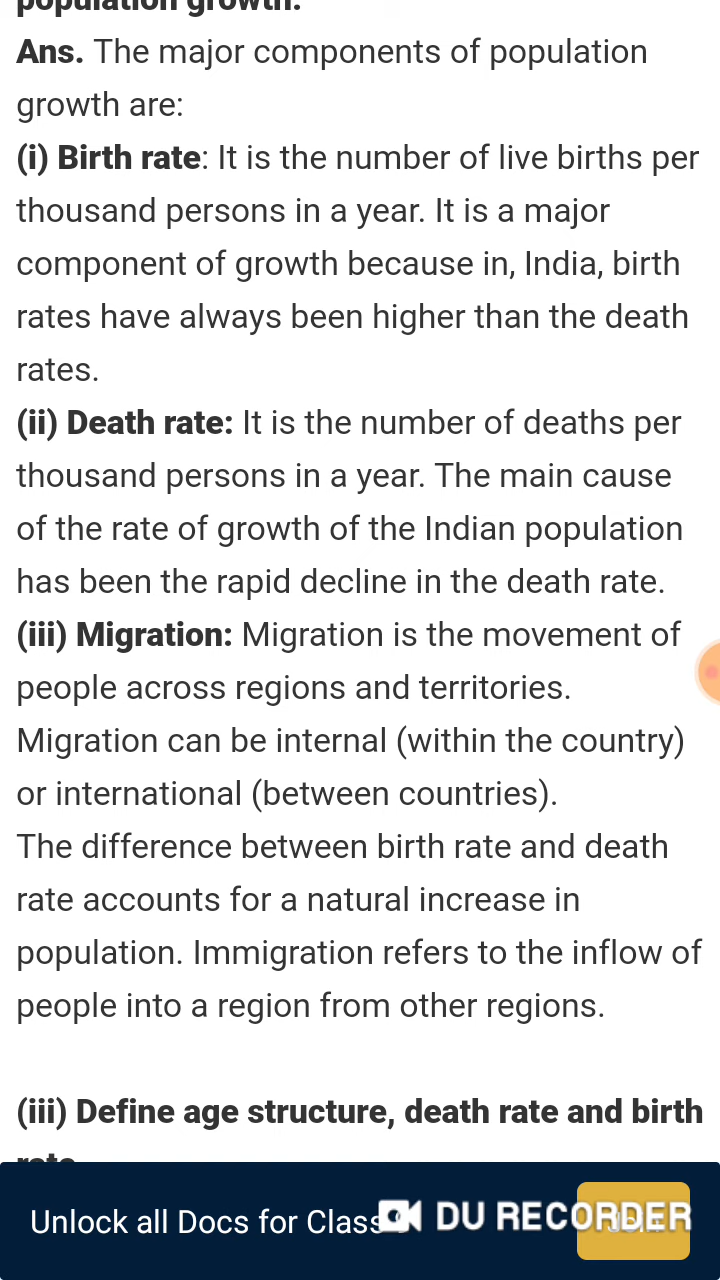 population growth.
Ans. The major components of population
growth are:
(i) Birth rate: It is the number of live births per
thousand persons in a year. It is a major
component of growth because in, India, birth
rates have always been higher than the death
rates.
(ii) Death rate: It is the number of deaths per
thousand persons in a year. The main cause
of the rate of growth of the Indian population
has been the rapid decline in the death rate.
(iii) Migration: Migration is the movement of
people across regions and territories.
Migration can be internal (within the country)
or international (between countries).
The difference between birth rate and death
rate accounts for a natural increase in
population. Immigration refers to the inflow of
people into a region from other regions.
(iii) Define age structure, death rate and birth
rate
Unlock all Docs for Class
DU RECORDER